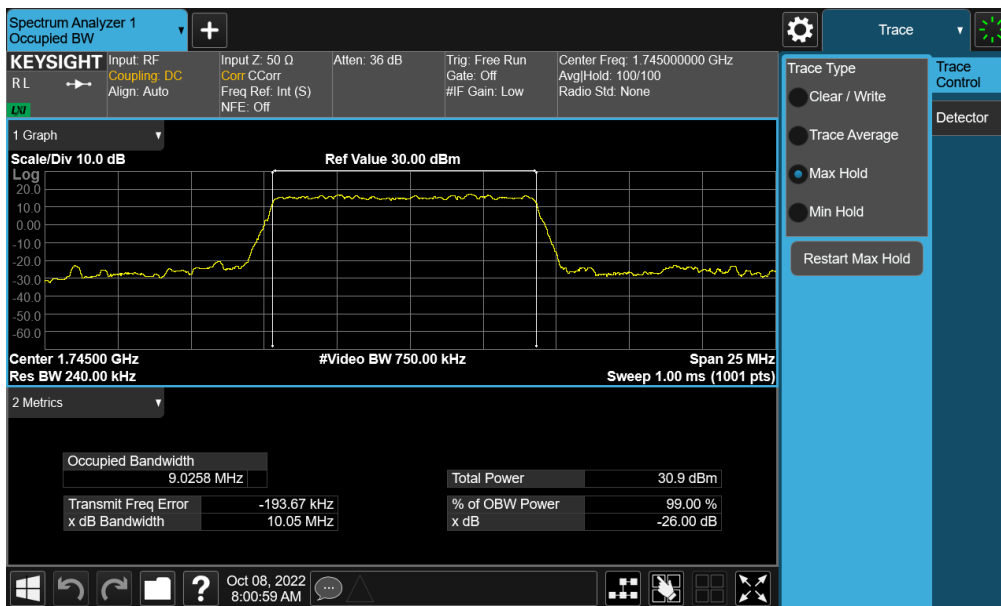 Spectrum Analyzer 1
Occupied BW
+
Trace
KEYSIGHT
RL
LXI
Input: RF
Coupling: DC
Align: Auto
Input Z: 50 Ω
Corr CCorr
Freq Ref: Int (S)
NFE: Off
Atten: 36 dB
Trig: Free Run
Gate: Off
#IF Gain: Low
Center Freq: 1.745000000 GHz
Avg|Hold: 100/100
Radio Std: None
Trace Type
Clear / Write
Trace Average
Max Hold
Min Hold
Restart Max Hold
Trace
Control
Detector
1 Graph
Scale/Div 10.0 dB
Ref Value 30.00 dBm
Log
20.0
10.0
0.00
-10.0
-20.0
-30.0
-40.0
-50.0
-60.0
Center 1.74500 GHz
#Video BW 750.00 kHz
Span 25 MHz
Res BW 240.00 kHz
Sweep 1.00 ms (1001 pts)
2 Metrics
Occupied Bandwidth
9.0258 MHz
Total Power 30.9 dBm
Transmit Freq Error -193.67 kHz
% of OBW Power 99.00 %
x dB Bandwidth 10.05 MHz
x dB -26.00 dB
?
Oct 08, 2022
8:00:59 AM